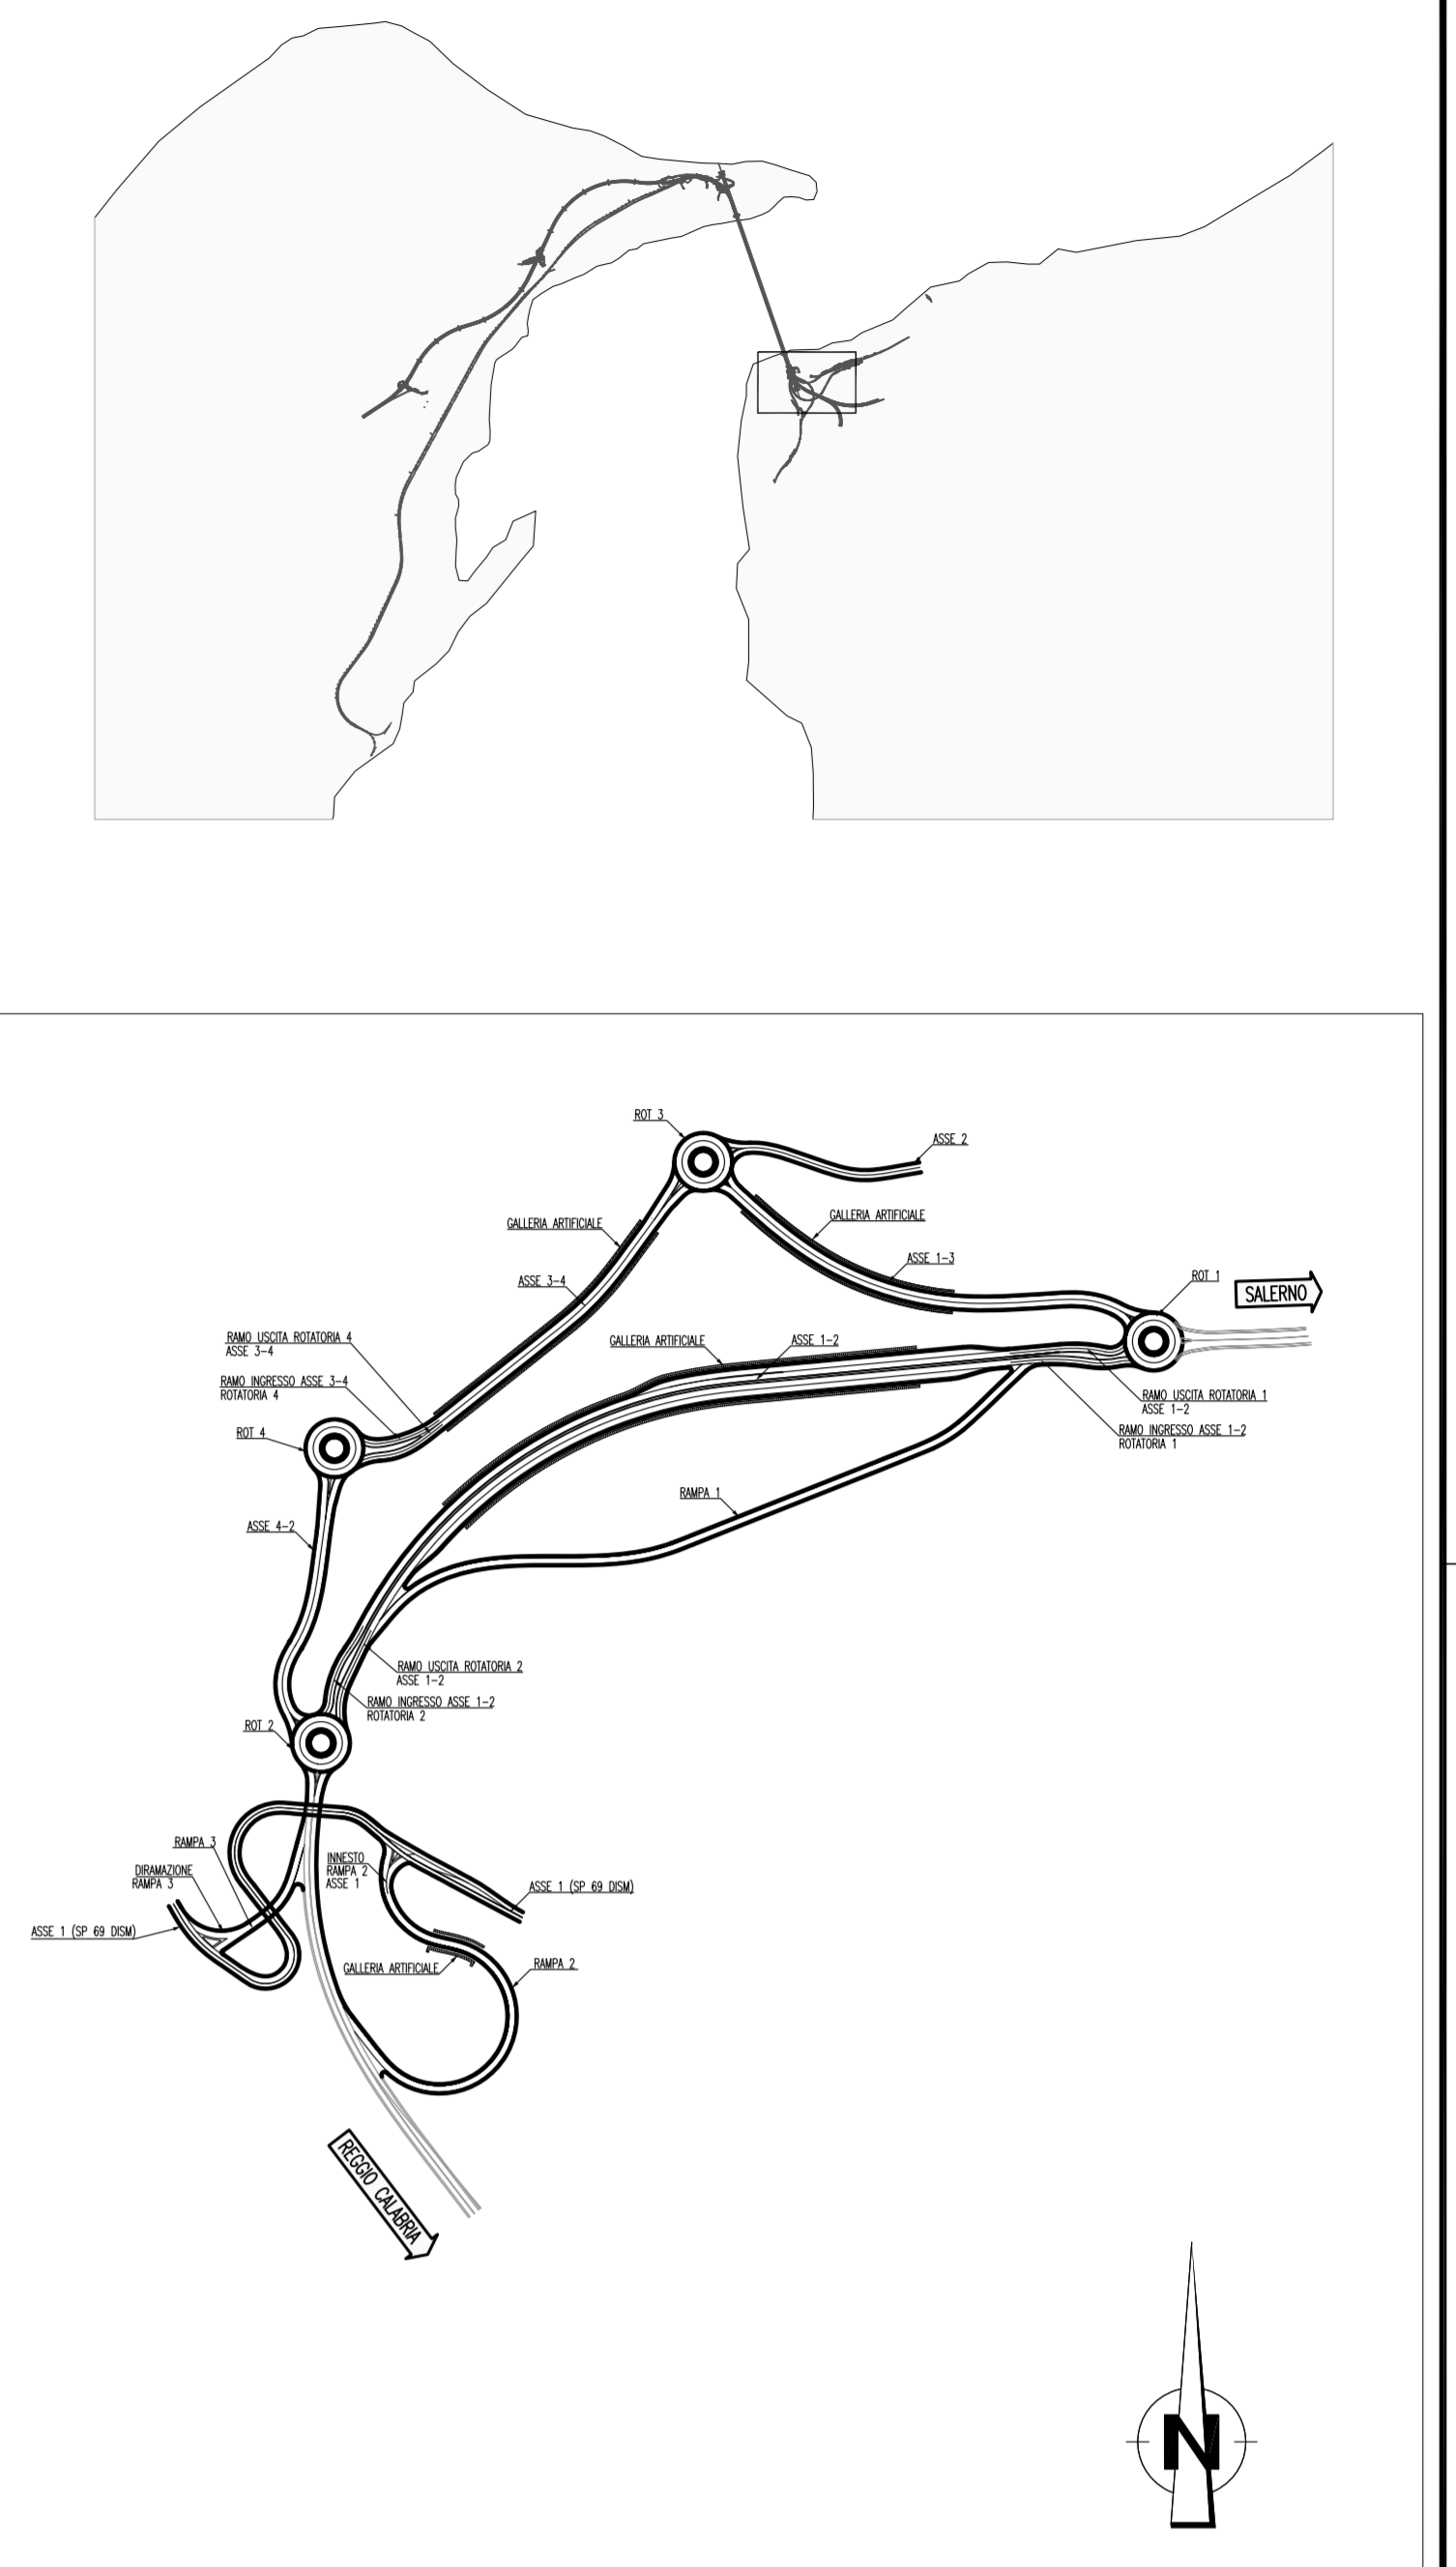 ROT 3
ASSE 2
GALLERIA ARTIFICIALE
GALLERIA ARTIFICIALE
ASSE 1-3
ASSE 3-4
ROT 1
SALERNO
RAMO USCITA ROTATORIA 4
ASSE 3-4
GALLERIA ARTIFICIALE
ASSE 1-2
RAMO INGRESSO ASSE 3-4
ROTATORIA 4
RAMO USCITA ROTATORIA 1
ASSE 1-2
ROT 4
RAMO INGRESSO ASSE 1-2
ROTATORIA 1
RAMPA 1
ASSE 4-2
RAMO USCITA ROTATORIA 2
ASSE 1-2
RAMO INGRESSO ASSE 1-2
ROTATORIA 2
ROT 2
RAMPA 3
INNESTO
RAMPA 2
ASSE 1
DIRAMAZIONE
RAMPA 3
ASSE 1 (SP 69 DISM)
ASSE 1 (SP 69 DISM)
GALLERIA ARTIFICIALE
RAMPA 2
REGGIO CALABRIA
N